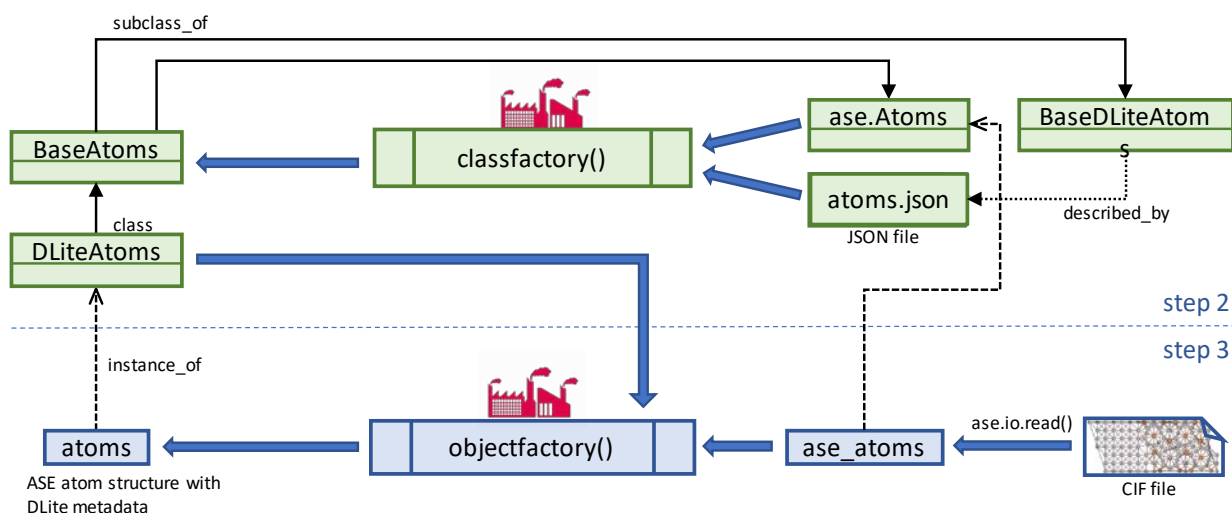 subclass_of
ase.Atoms
BaseDLiteAtom
s
BaseAtoms
classfactory()
atoms.json
described_by
JSON file
class
DLiteAtoms
step 2
step 3
instance_of
ase.io.read()
atoms
objectfactory()
ase_atoms
ASE atom structure with
DLite metadata
CIF file